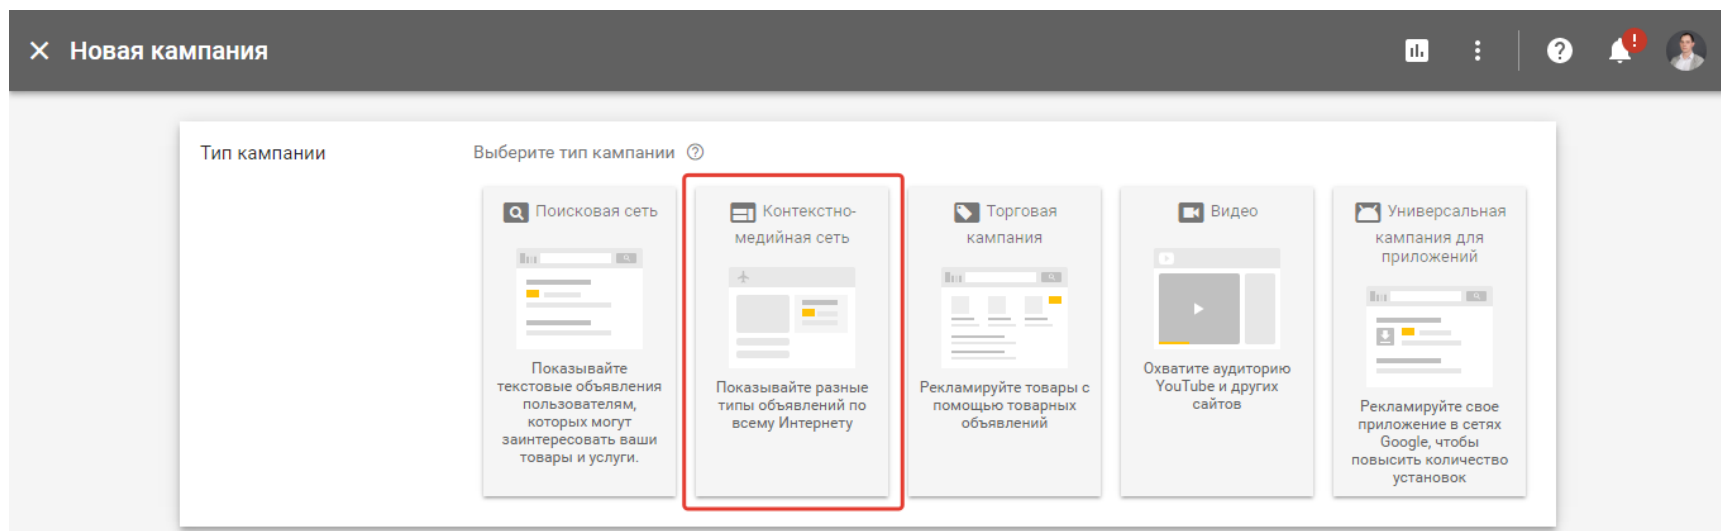 Новая кампания
!
Тип кампании
Выберите тип кампании
Поисковая сеть
Показывайте
текстовые объявления
пользователям,
которых могут
заинтересовать ваши
товары и услуги.
Контекстно-
медийная сеть
Показывайте разные
типы объявлений по
всему Интернету
Торговая
кампания
Рекламируйте товары с
помощью товарных
объявлений
Видео
Охватите аудиторию
YouTube и других
сайтов
Универсальная
кампания для
приложений
Рекламируйте свое
приложение в сетях
Google, чтобы
повысить количество
установок